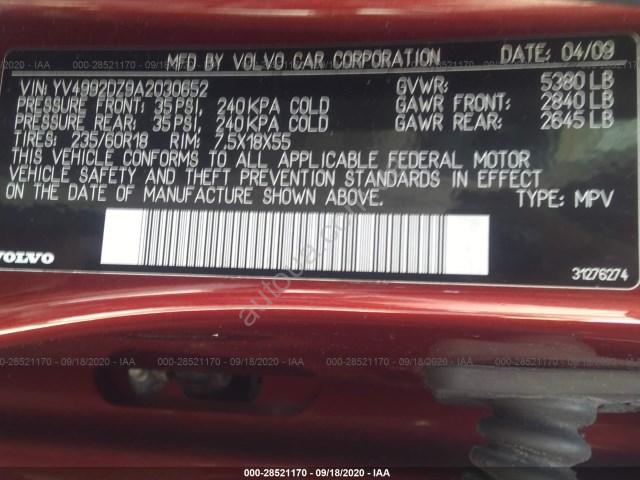 MFD BY VOLVO CAR CORPORATION DATE: 04/09
VIN: YV4992DZ9A2030652 GVWR: 5380 LB
PRESSURE FRONT: 35 PSI, 240 KPA COLD GAWR FRONT: 2840 LB
PRESSURE REAR: 35 PSI, 240 KPA COLD GAWR REAR: 2645 LB
TIRES: 235/60R18 RIM: 7.5X18X55
THIS VEHICLE CONFORMS TO ALL APPLICABLE FEDERAL MOTOR
VEHICLE SAFETY AND THEFT PREVENTION STANDARDS IN EFFECT
ON THE DATE OF MANUFACTURE SHOWN ABOVE. TYPE: MPV
VOLVO
31276274
autoua.com
000-28521170 - 09/18/2020 - IAA